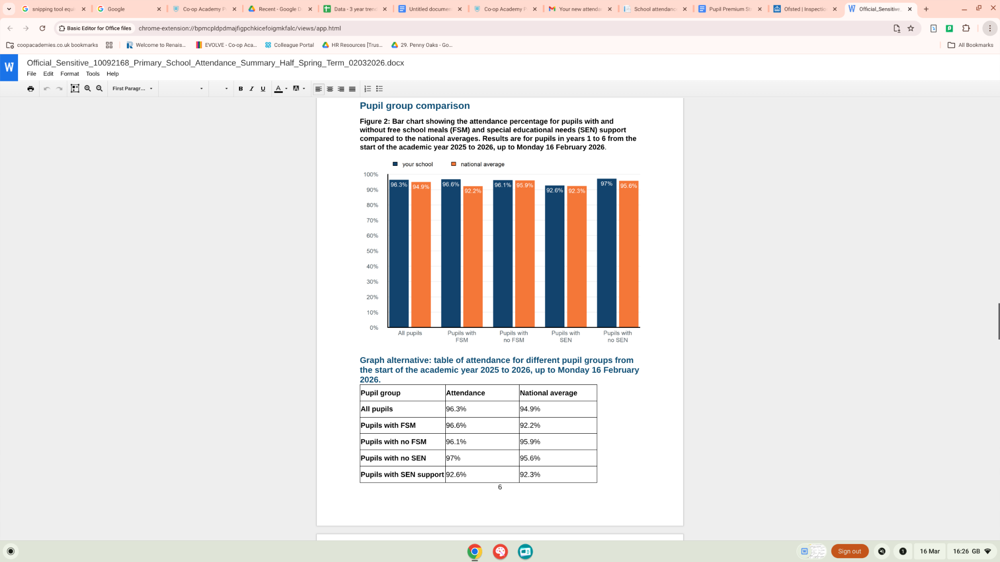 snipping tool equi
Google
Co-op Academy P
Recent - Google D
Data - 3 year trend
Untitled documen
Co-op Academy P
Your new attendan
School attendance
Pupil Premium St
Ofsted | Inspectio
Official_Sensitive_
Basic Editor for Office files
chrome-extension://bpmcpldpdmajfigpchkicefoigmkfalc/views/app.html
coopacademies.co.uk bookmarks
Welcome to Renais...
EVOLVE - Co-op Aca...
Colleague Portal
HR Resources [Trus...
29. Penny Oaks - Go...
All Bookmarks
W
Official_Sensitive_10092168_Primary_School_Attendance_Summary_Half_Spring_Term_02032026.docx
File Edit Format Tools Help
First Paragr...
B I U A A
Pupil group comparison
Figure 2: Bar chart showing the attendance percentage for pupils with and
without free school meals (FSM) and special educational needs (SEN) support
compared to the national averages. Results are for pupils in years 1 to 6 from the
start of the academic year 2025 to 2026, up to Monday 16 February 2026.
your school national average
100%
90%
80%
70%
60%
50%
40%
30%
20%
10%
0%
96.3% 94.9% 96.6% 92.2% 96.1% 95.9% 92.6% 92.3% 97% 95.6%
All pupils
Pupils with
FSM
Pupils with
no FSM
Pupils with
SEN
Pupils with
no SEN
Graph alternative: table of attendance for different pupil groups from
the start of the academic year 2025 to 2026, up to Monday 16 February
2026.
Pupil group Attendance National average
All pupils 96.3% 94.9%
Pupils with FSM 96.6% 92.2%
Pupils with no FSM 96.1% 95.9%
Pupils with no SEN 97% 95.6%
Pupils with SEN support 92.6% 92.3%
6
Sign out
1
16 Mar
16:26 GB